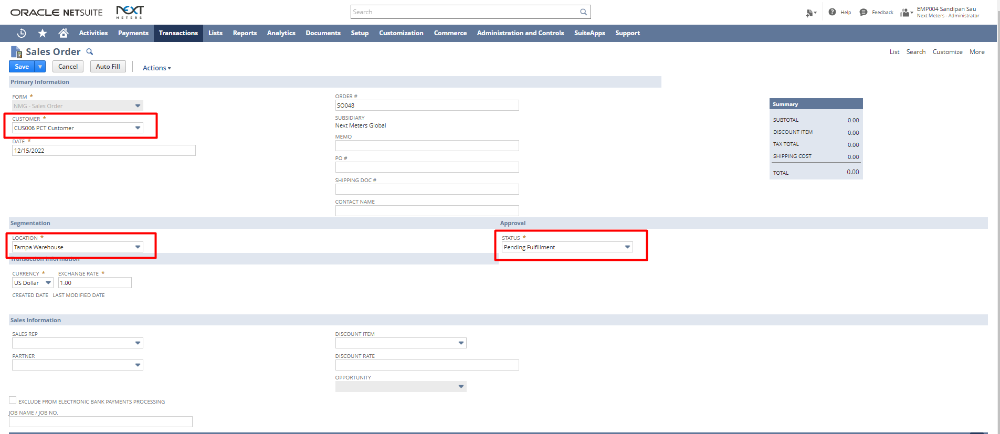 ORACLE NETSUITE
NEXT
METERS
Search
Help
Feedback
EMP004 Sandipan Sau
Next Meters - Administrator
Activities
Payments
Transactions
Lists
Reports
Analytics
Documents
Setup
Customization
Commerce
Administration and Controls
SuiteApps
Support
Sales Order
List
Search
Customize
More
Save
Cancel
Auto Fill
Actions
Primary Information
FORM *
NMG - Sales Order
CUSTOMER *
CUS006 PCT Customer
DATE *
12/15/2022
ORDER #
SO048
SUBSIDIARY
Next Meters Global
MEMO
PO #
SHIPPING DOC #
CONTACT NAME
Summary
SUBTOTAL 0.00
DISCOUNT ITEM 0.00
TAX TOTAL 0.00
SHIPPING COST 0.00
TOTAL 0.00
Segmentation
LOCATION *
Tampa Warehouse
Approval
STATUS *
Pending Fulfillment
Transaction Information
CURRENCY * EXCHANGE RATE *
US Dollar 1.00
CREATED DATE LAST MODIFIED DATE
Sales Information
SALES REP
PARTNER
DISCOUNT ITEM
DISCOUNT RATE
OPPORTUNITY
EXCLUDE FROM ELECTRONIC BANK PAYMENTS PROCESSING
JOB NAME / JOB NO.